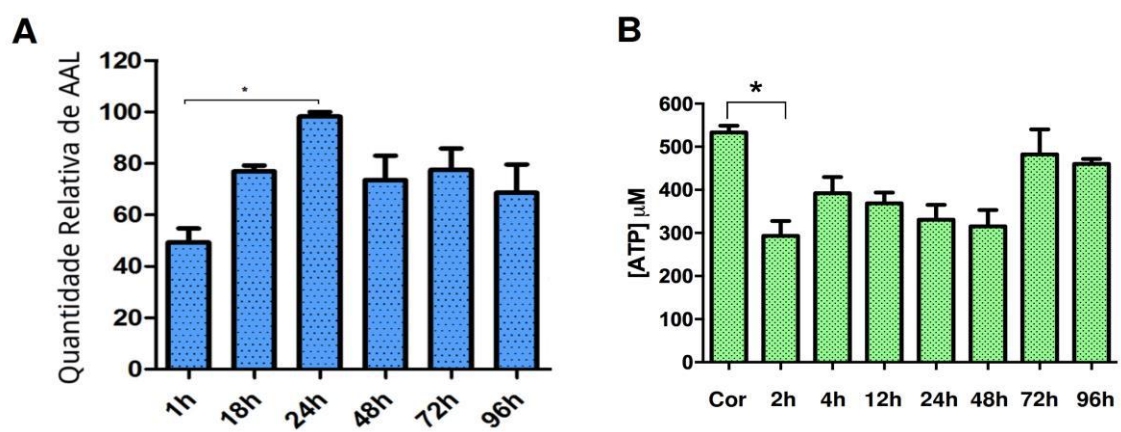 A
Quantidade Relativa de AAL
120
100
80
60
40
20
0
*
1h
18h
24h
48h
72h
96h
B
[ATP] µM
600
500
400
300
200
100
0
*
Cor
2h
4h
12h
24h
48h
72h
96h